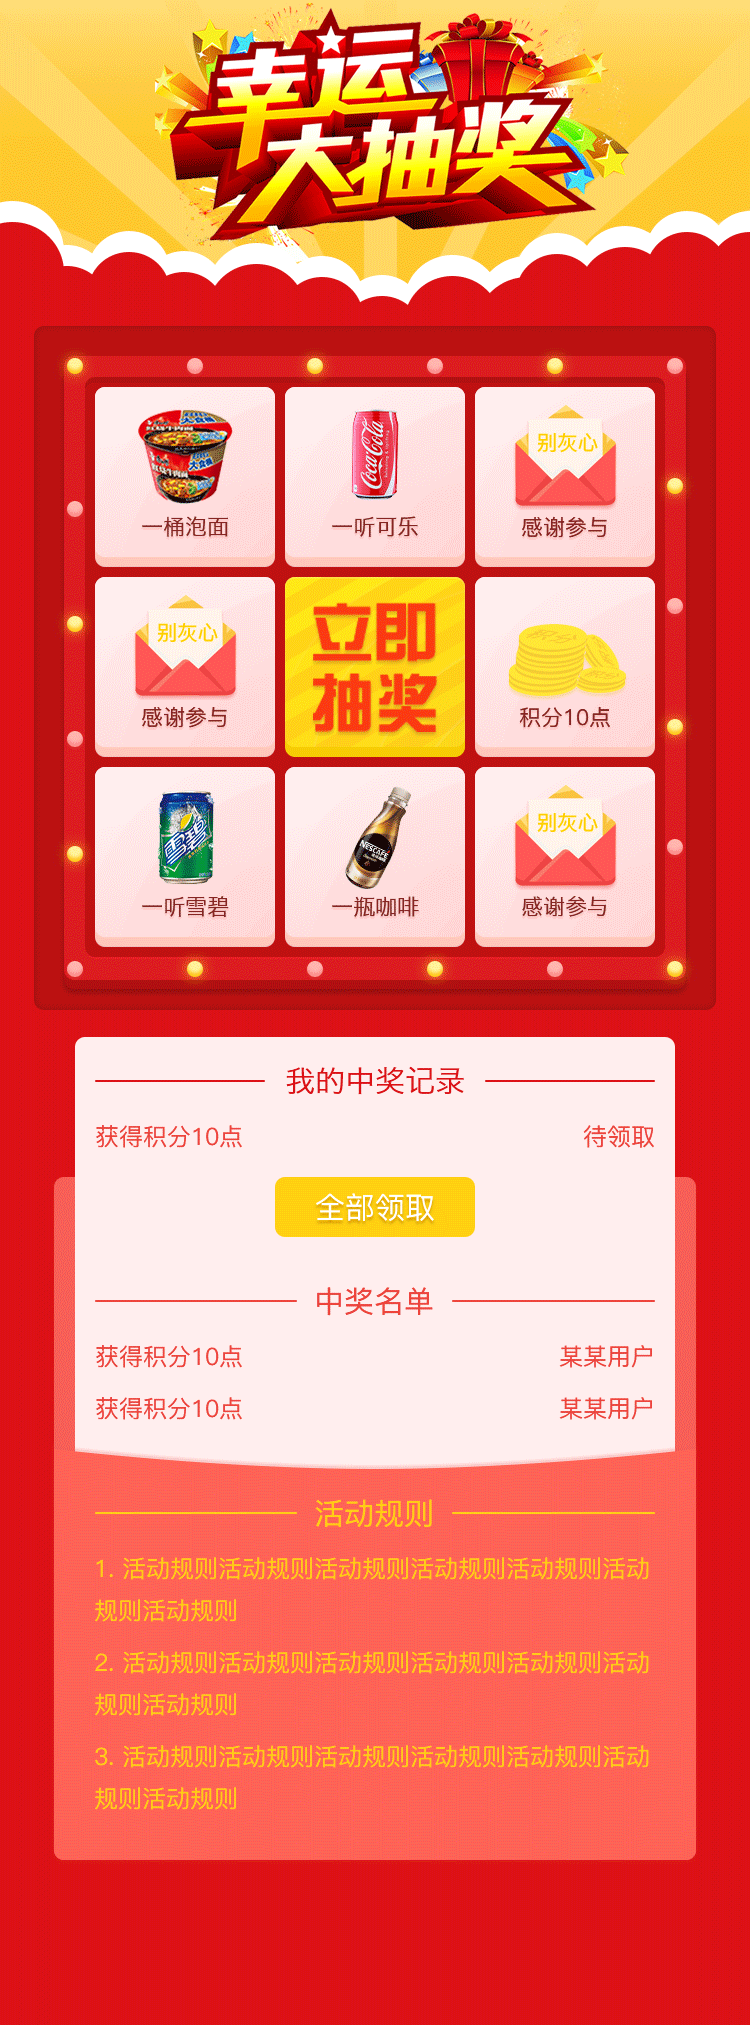 幸运
大抽奖
一桶泡面
Coca-Cola
一听可乐
别灰心
感谢参与
别灰心
感谢参与
立即
抽奖
积分10点
雪碧
一听雪碧
NESCAFÉ
一瓶咖啡
别灰心
感谢参与
我的中奖记录
获得积分10点 待领取
全部领取
中奖名单
获得积分10点 某某用户
获得积分10点 某某用户
活动规则
1. 活动规则活动规则活动规则活动规则活动规则活动
规则活动规则
2. 活动规则活动规则活动规则活动规则活动规则活动
规则活动规则
3. 活动规则活动规则活动规则活动规则活动规则活动
规则活动规则